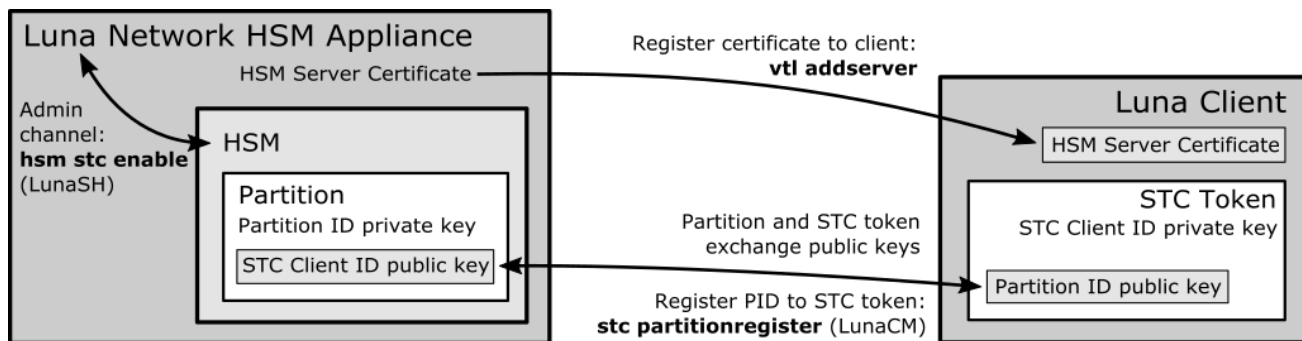 Luna Network HSM Appliance
HSM Server Certificate
Admin
channel:
hsm stc enable
(LunaSH)
HSM
Partition
Partition ID private key
STC Client ID public key
Register certificate to client:
vtl addserver
Partition and STC token
exchange public keys
Register PID to STC token:
stc partitionregister (LunaCM)
Luna Client
HSM Server Certificate
STC Token
STC Client ID private key
Partition ID public key